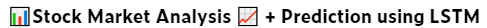 📊Stock Market Analysis 📈 + Prediction using LSTM